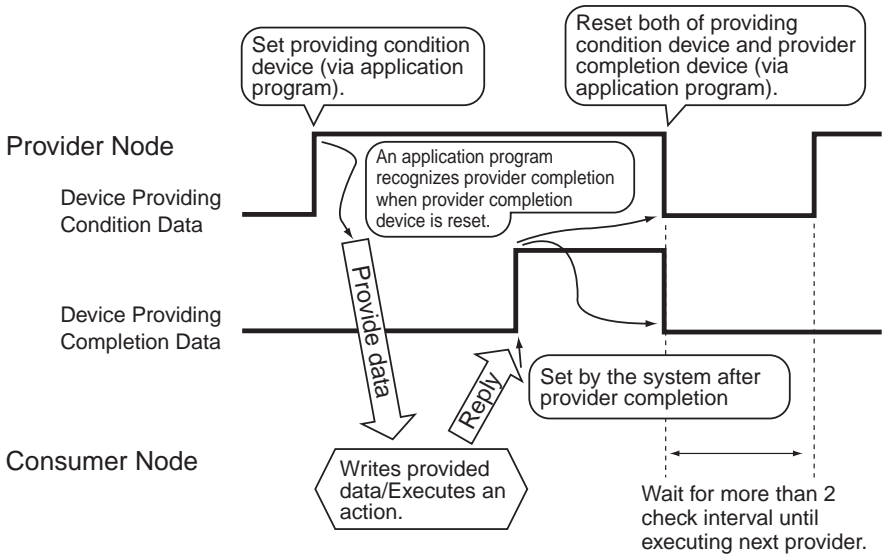 Set providing condition
device (via application
program).
Reset both of providing
condition device and provider
completion device (via
application program).
Provider Node
An application program
recognizes provider completion
when provider completion
device is reset.
Device Providing
Condition Data
Provide data
Device Providing
Completion Data
Reply
Set by the system after
provider completion
Consumer Node
Writes provided
data/Executes an
action.
Wait for more than 2
check interval until
executing next provider.